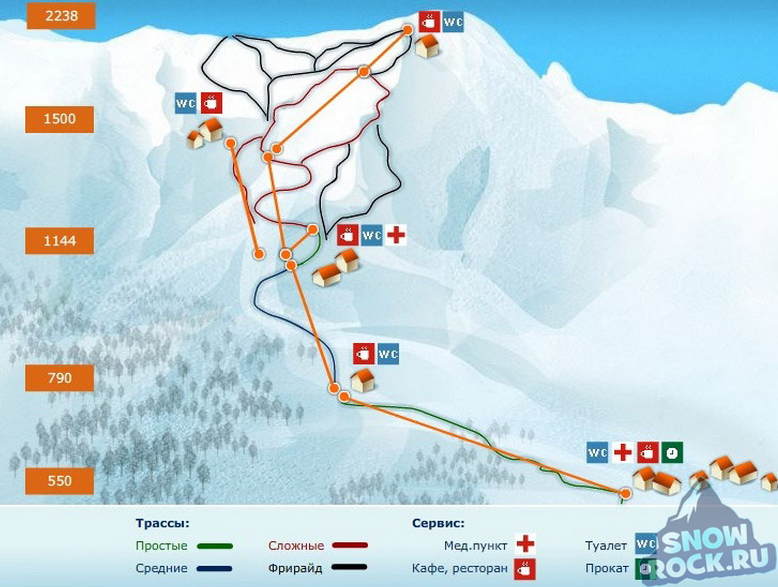 2238
WC
WC
1500
1144
WC
790
WC
WC
550
Трассы:
Сервис:
Простые
Сложные
Мед.пункт
Туалет
WC
Средние
Фрирайд
Кафе, ресторан
Прокат
SNOW
ROCK.RU